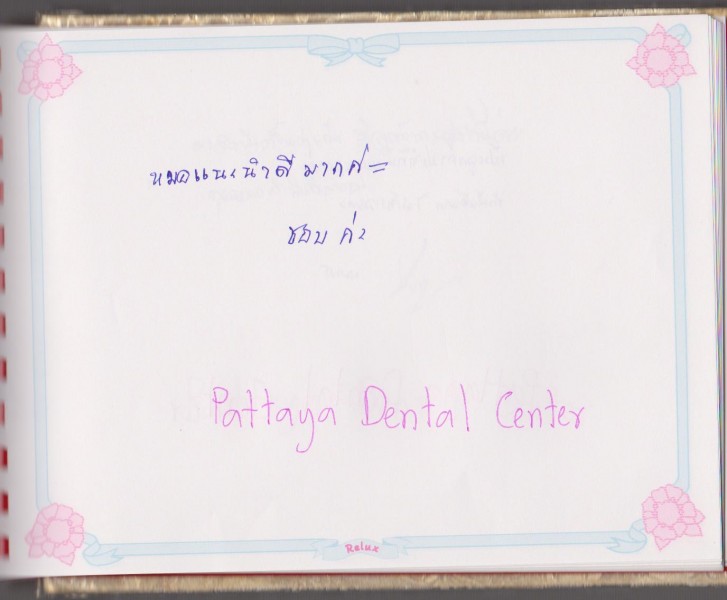 หมอแนะนำดีมากค่ะ
ชอบ ค่ะ
Pattaya Dental Center
Relux